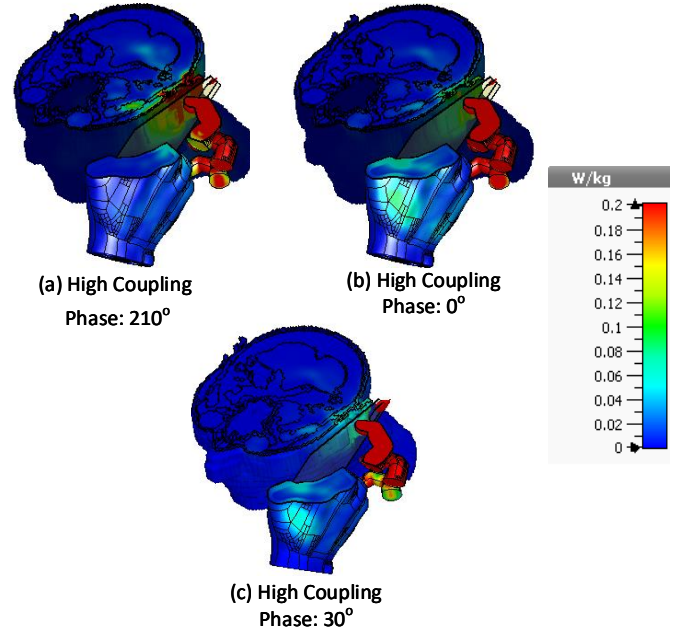 (a) High Coupling
Phase: 210°
(b) High Coupling
Phase: 0°
W/kg
0.2
0.18
0.16
0.14
0.12
0.1
0.08
0.06
0.04
0.02
0
(c) High Coupling
Phase: 30°